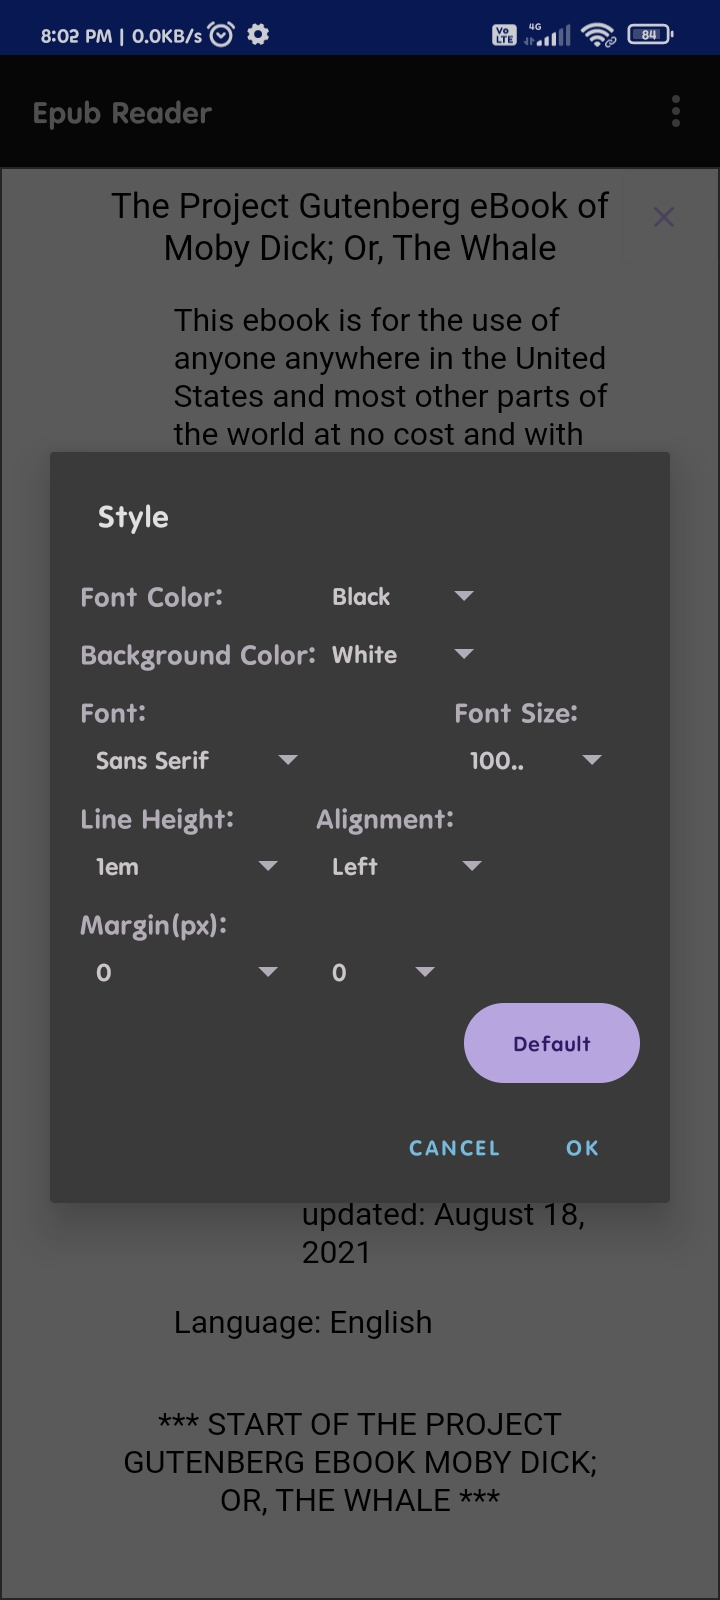 8:02 PM | 0.0KB/s
Vo LTE
4G
84
Epub Reader
The Project Gutenberg eBook of
Moby Dick; Or, The Whale
This ebook is for the use of
anyone anywhere in the United
States and most other parts of
the world at no cost and with
Style
Font Color: Black
Background Color: White
Font: Font Size:
Sans Serif 100..
Line Height: Alignment:
1em Left
Margin(px):
0 0
Default
CANCEL OK
updated: August 18,
2021
Language: English
*** START OF THE PROJECT
GUTENBERG EBOOK MOBY DICK;
OR, THE WHALE ***